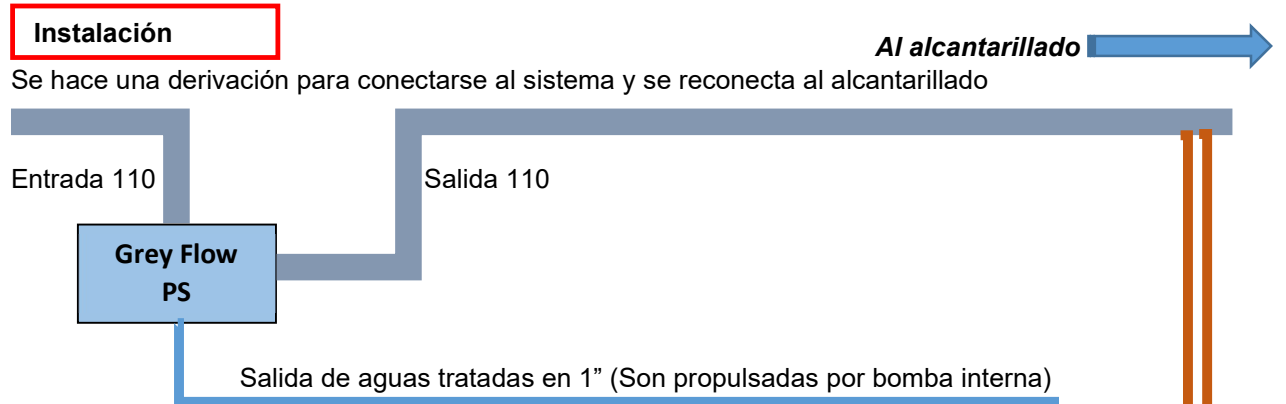 Instalación
Al alcantarillado
Se hace una derivación para conectarse al sistema y se reconecta al alcantarillado
Entrada 110
Salida 110
Grey Flow
PS
Salida de aguas tratadas en 1” (Son propulsadas por bomba interna)